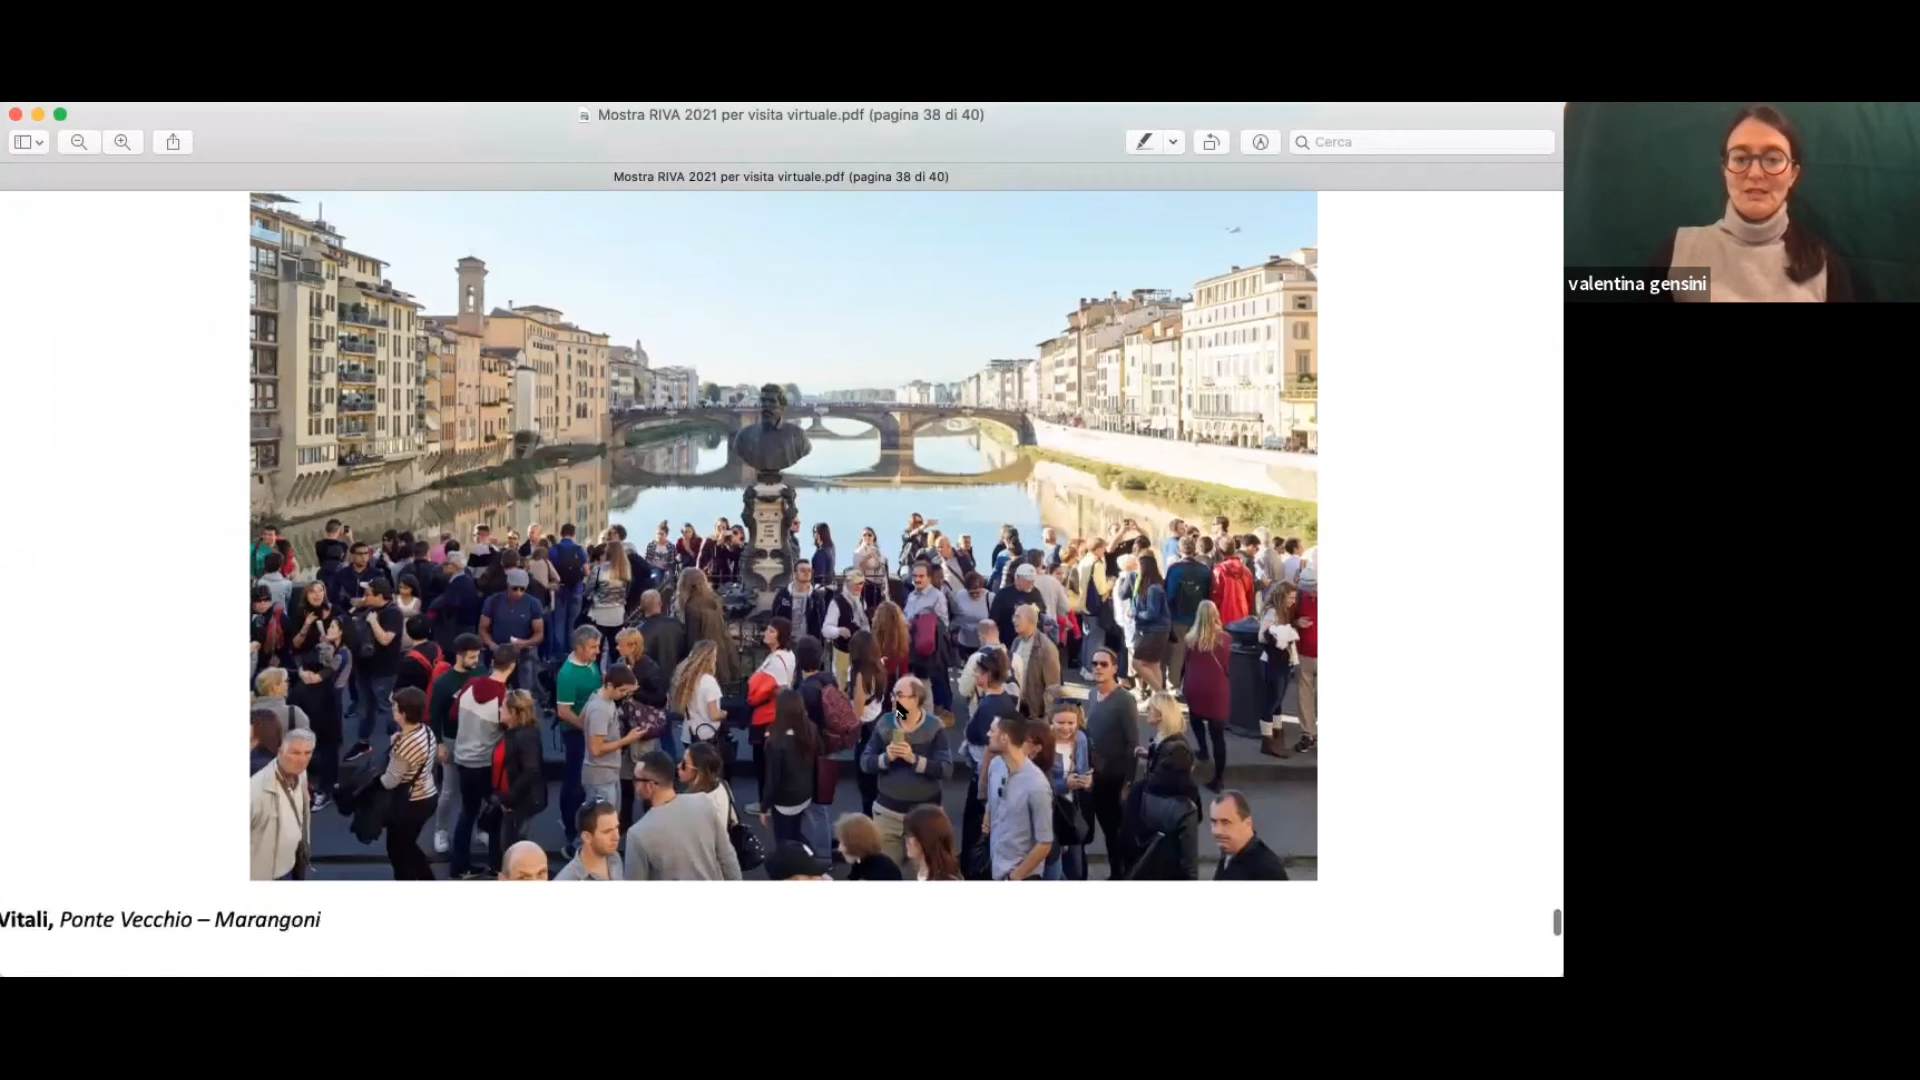 Mostra RIVA 2021 per visita virtuale.pdf (pagina 38 di 40)
Cerca
Mostra RIVA 2021 per visita virtuale.pdf (pagina 38 di 40)
valentina gensini
Vitali, Ponte Vecchio – Marangoni